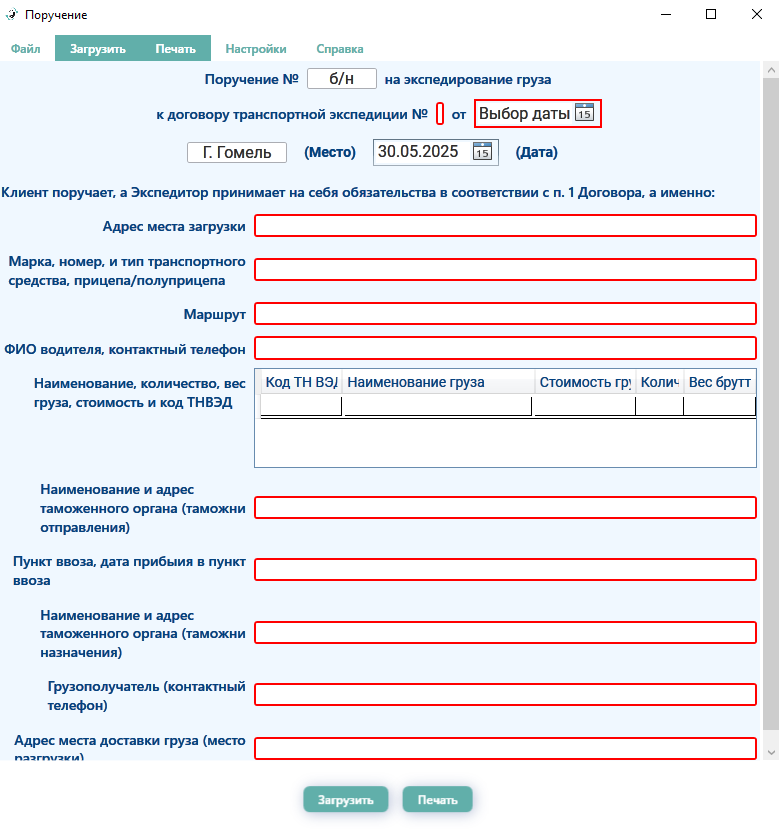 Поручение
Файл Загрузить Печать Настройки Справка
Поручение № б/н на экспедирование груза
к договору транспортной экспедиции № от Выбор даты 15
Г. Гомель (Место) 30.05.2025 15 (Дата)
Клиент поручает, а Экспедитор принимает на себя обязательства в соответствии с п. 1 Договора, а именно:
Адрес места загрузки
Марка, номер, и тип транспортного
средства, прицепа/полуприцепа
Маршрут
ФИО водителя, контактный телефон
Наименование, количество, вес
груза, стоимость и код ТНВЭД
Код ТН ВЭД Наименование груза Стоимость гру Колич Вес брутт
Наименование и адрес
таможенного органа (таможни
отправления)
Пункт ввоза, дата прибыия в пункт
ввоза
Наименование и адрес
таможенного органа (таможни
назначения)
Грузополучатель (контактный
телефон)
Адрес места доставки груза (место
разгрузки)
Загрузить Печать